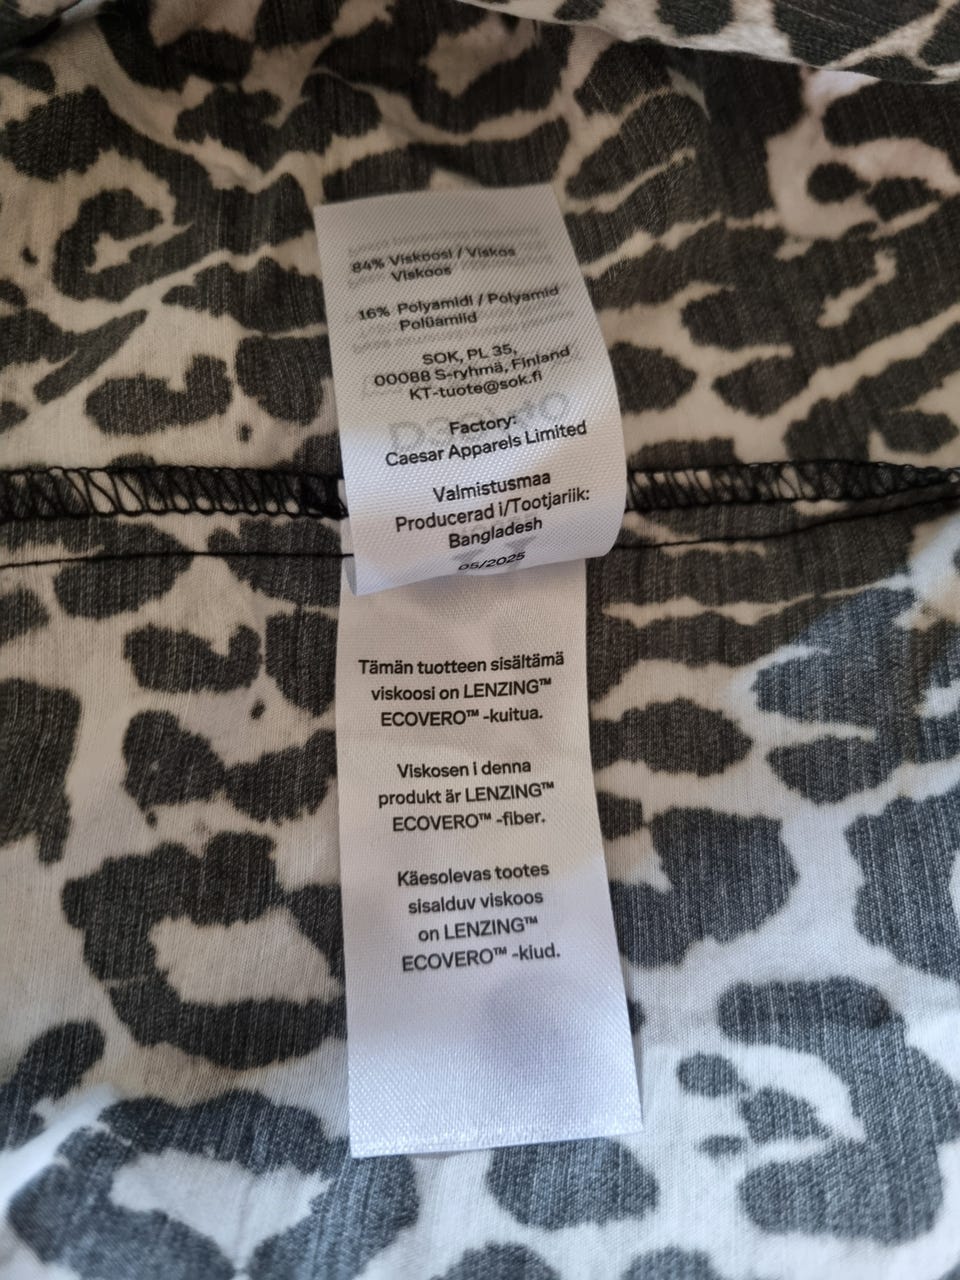 84% Viskoosi / Viskos
Viskoos
16% Polyamidi / Polyamid
Polüamiid
SOK, PL 35,
00088 S-ryhmä, Finland
KT-tuote@sok.fi
Factory:
Caesar Apparels Limited
Valmistusmaa
Producerad i/Tootjariik:
Bangladesh
05/2025
Tämän tuotteen sisältämä
viskoosi on LENZING™
ECOVERO™ -kuitua.
Viskosen i denna
produkt är LENZING™
ECOVERO™ -fiber.
Käesolevas tootes
sisalduv viskoos
on LENZING™
ECOVERO™ -kiud.